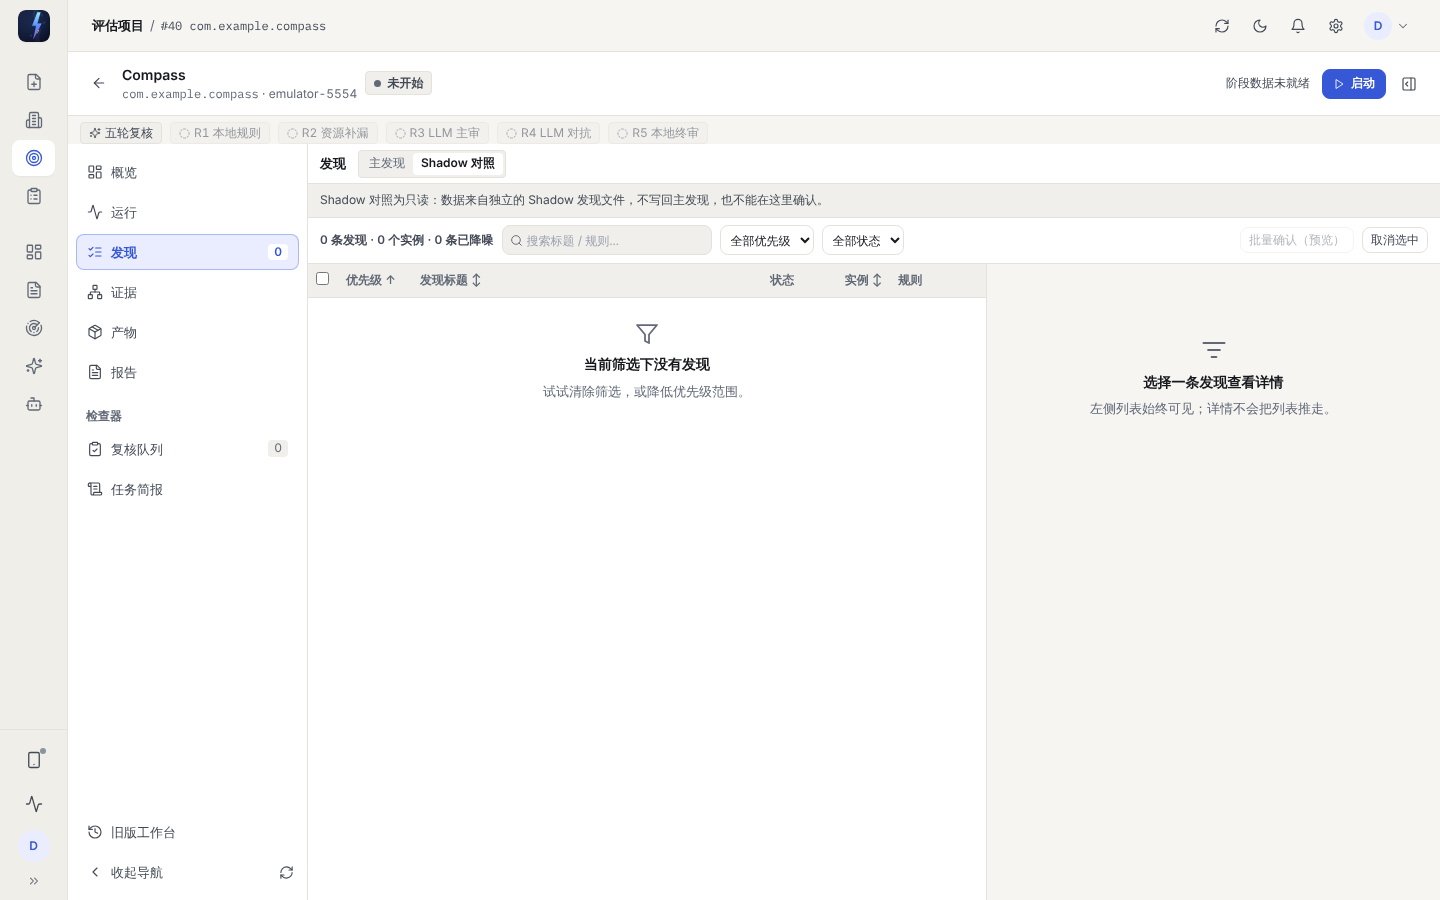 评估项目 / #40 com.example.compass
D
Compass
com.example.compass · emulator-5554
未开始
阶段数据未就绪
启动
五轮复核
R1 本地规则
R2 资源补漏
R3 LLM 主审
R4 LLM 对抗
R5 本地终审
概览
运行
发现 0
证据
产物
报告
检查器
复核队列 0
任务简报
旧版工作台
收起导航
D
发现
主发现
Shadow 对照
Shadow 对照为只读：数据来自独立的 Shadow 发现文件，不写回主发现，也不能在这里确认。
0 条发现 · 0 个实例 · 0 条已降噪
搜索标题 / 规则...
全部优先级
全部状态
批量确认（预览）
取消选中
优先级 ↑
发现标题
状态
实例
规则
当前筛选下没有发现
试试清除筛选，或降低优先级范围。
选择一条发现查看详情
左侧列表始终可见；详情不会把列表推走。